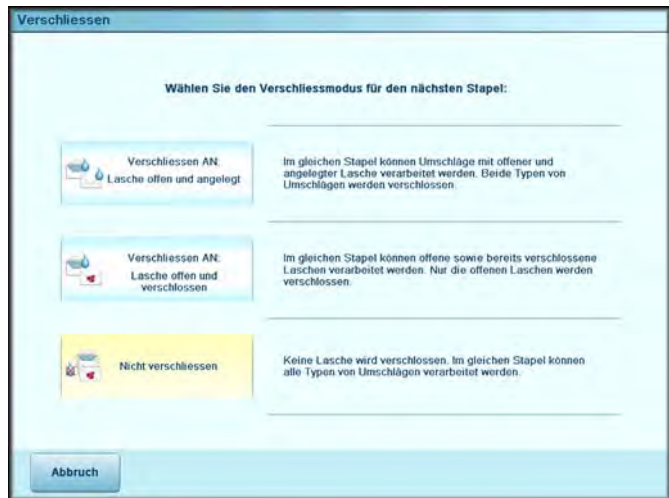 Verschliessen
Wählen Sie den Verschliessmodus für den nächsten Stapel:
Verschliessen AN:
Lasche offen und angelegt
Im gleichen Stapel können Umschläge mit offener und
angelegter Lasche verarbeitet werden. Beide Typen von
Umschlägen werden verschlossen.
Verschliessen AN:
Lasche offen und
verschlossen
Im gleichen Stapel können offene sowie bereits verschlossene
Laschen verarbeitet werden. Nur die offenen Laschen werden
verschlossen.
Nicht verschliessen
Keine Lasche wird verschlossen. Im gleichen Stapel können
alle Typen von Umschlägen verarbeitet werden.
Abbruch